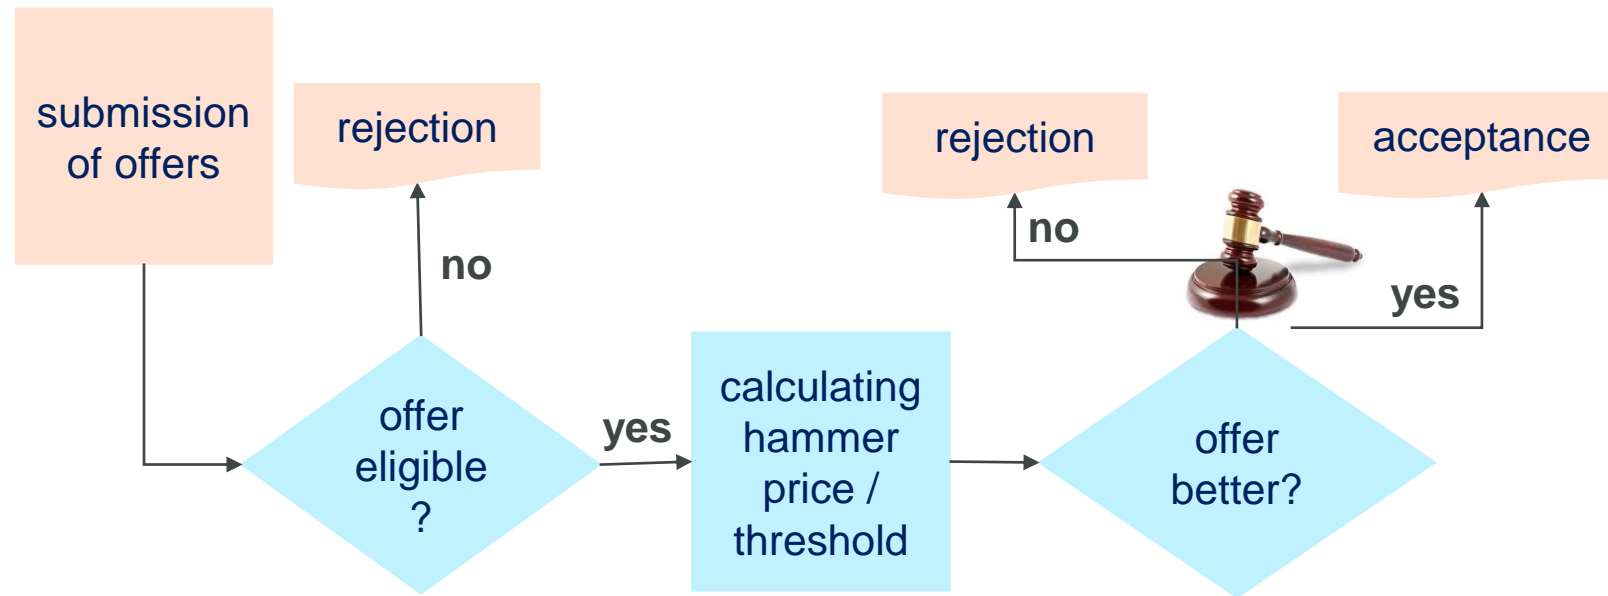 submission
of offers
rejection
no
offer
eligible
?
yes
calculating
hammer
price /
threshold
offer
better?
no
rejection
yes
acceptance